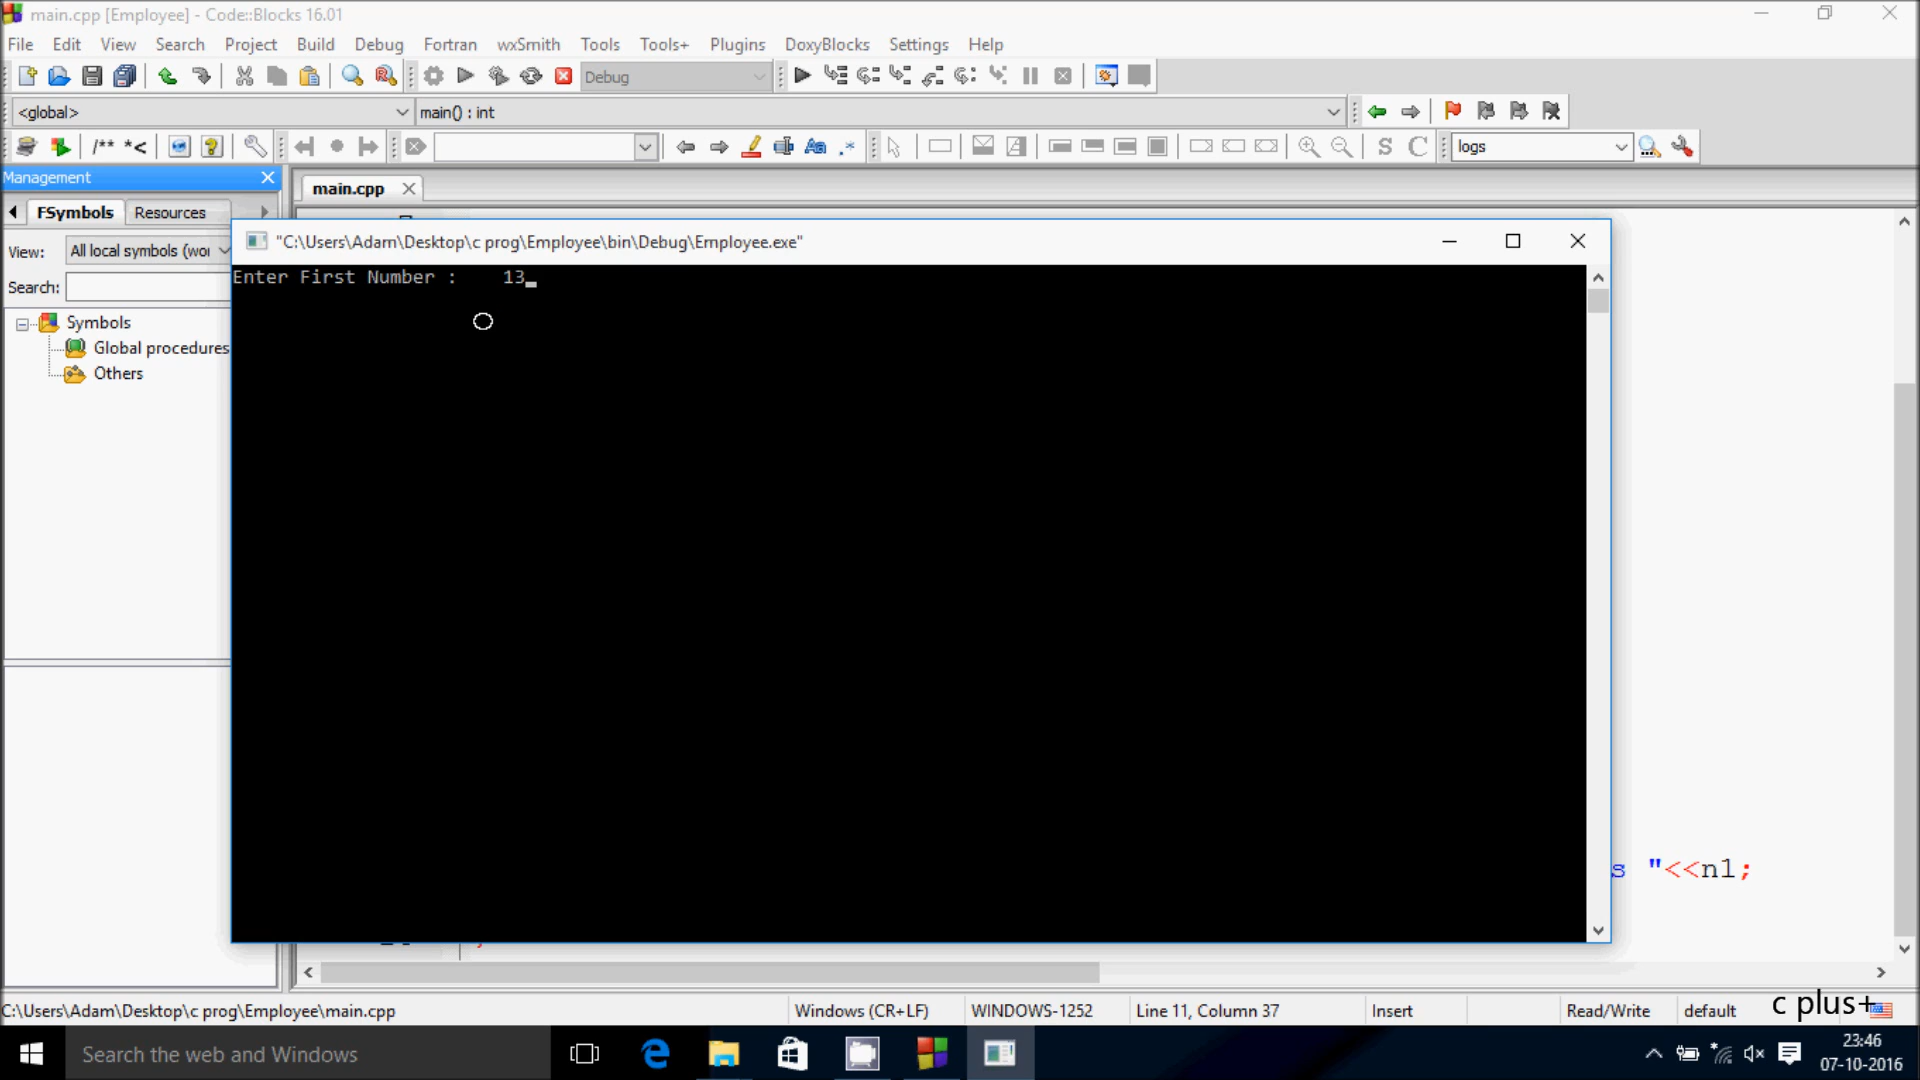 main.cpp [Employee] - Code::Blocks 16.01
File Edit View Search Project Build Debug Fortran wxSmith Tools Tools+ Plugins DoxyBlocks Settings Help
Debug
<global> main() : int
/** *< Aa .* S C logs
Management
main.cpp
FSymbols Resources
"C:\Users\Adam\Desktop\c prog\Employee\bin\Debug\Employee.exe"
View: All local symbols (wor
Enter First Number : 13
Search:
Symbols
Global procedures
Others
s "<<n1;
C:\Users\Adam\Desktop\c prog\Employee\main.cpp Windows (CR+LF) WINDOWS-1252 Line 11, Column 37 Insert Read/Write default
c plus+
Search the web and Windows
23:46
07-10-2016